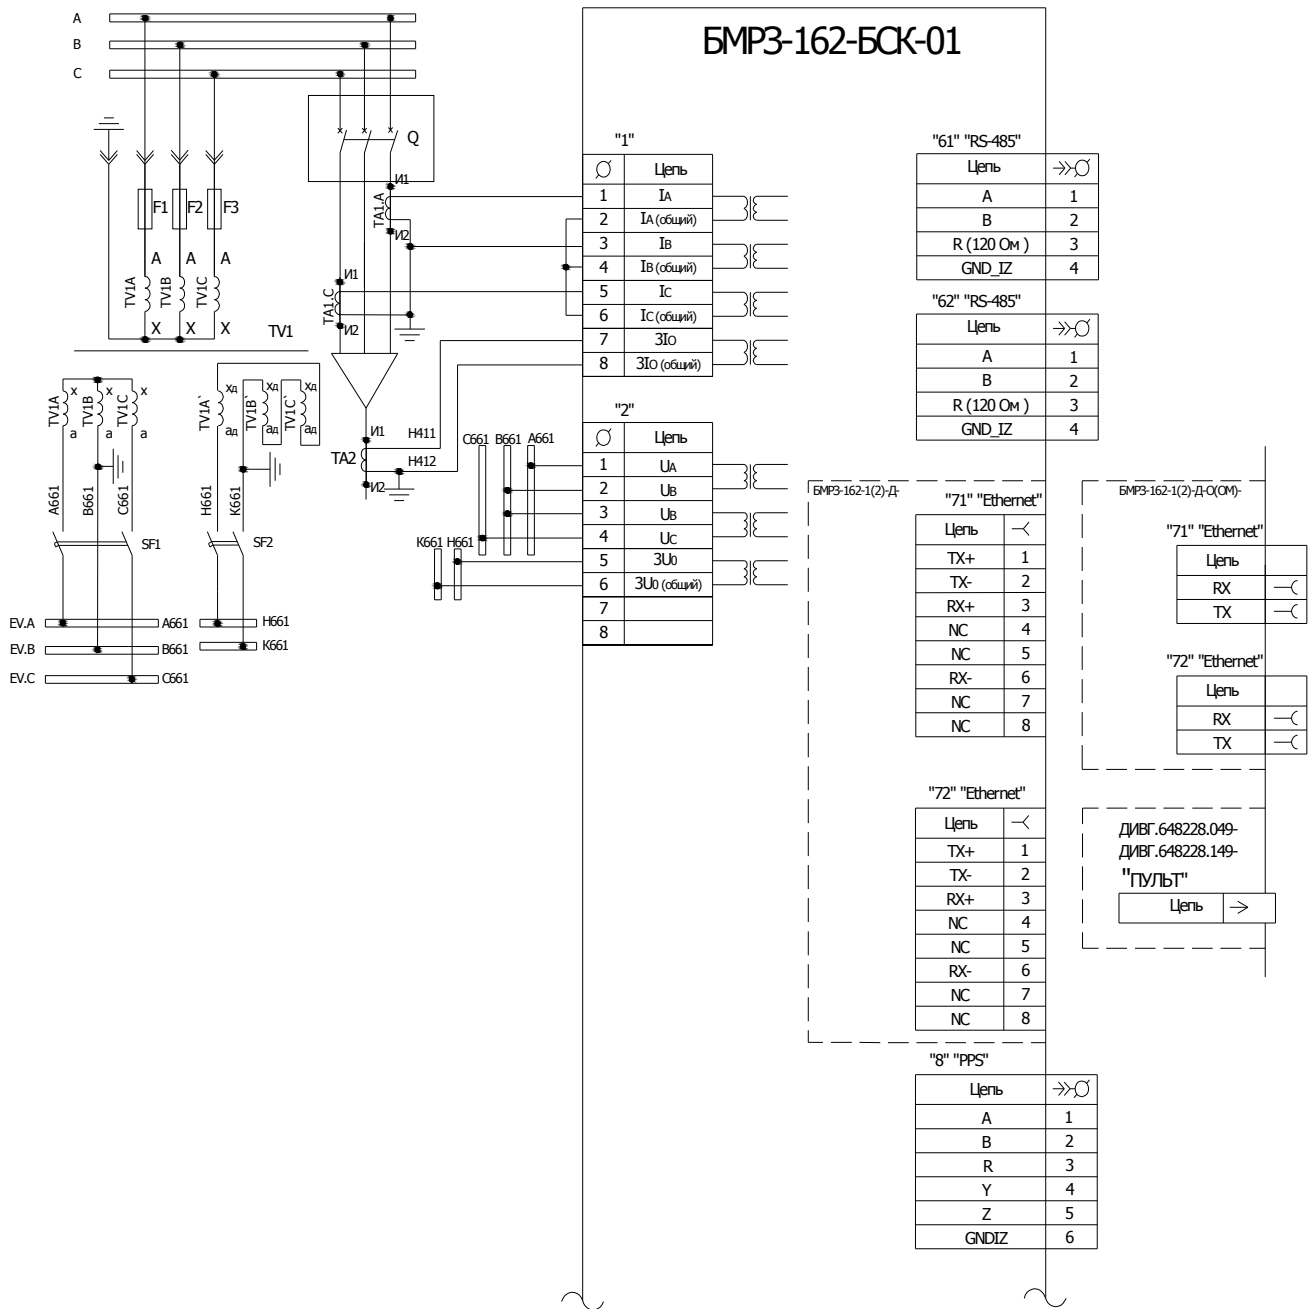 БМРЗ-162-БСК-01
A
B
C
Q
F1
F2
F3
A
A
A
TV1A
TV1B
TV1C
X
X
X
TV1
И1
TA1.A
И2
И1
TA1.C
И2
И1
TA2
И2
H411
H412
TV1A
x
a
TV1B
x
a
TV1C
x
a
TV1A`
xд
aд
TV1B`
xд
aд
TV1C`
xд
aд
A661
B661
C661
SF1
H661
K661
SF2
EV.A
A661
EV.B
B661
EV.C
C661
H661
K661
"1"
Цепь
1 IA
2 IA (общий)
3 IB
4 IB (общий)
5 IC
6 IC (общий)
7 3IO
8 3IO (общий)
"2"
Цепь
1 UA
2 UB
3 UB
4 UC
5 3U0
6 3U0 (общий)
7
8
C661
B661
A661
K661
H661
"61" "RS-485"
Цепь
A 1
B 2
R (120 Ом ) 3
GND_IZ 4
"62" "RS-485"
Цепь
A 1
B 2
R (120 Ом ) 3
GND_IZ 4
БМРЗ-162-1(2)-Д-
"71" "Ethernet"
Цепь
TX+ 1
TX- 2
RX+ 3
NC 4
NC 5
RX- 6
NC 7
NC 8
"72" "Ethernet"
Цепь
TX+ 1
TX- 2
RX+ 3
NC 4
NC 5
RX- 6
NC 7
NC 8
"8" "PPS"
Цепь
A 1
B 2
R 3
Y 4
Z 5
GNDIZ 6
БМРЗ-162-1(2)-Д-О(ОМ)-
"71" "Ethernet"
Цепь
RX
TX
"72" "Ethernet"
Цепь
RX
TX
ДИВГ.648228.049-
ДИВГ.648228.149-
"ПУЛЬТ"
Цепь